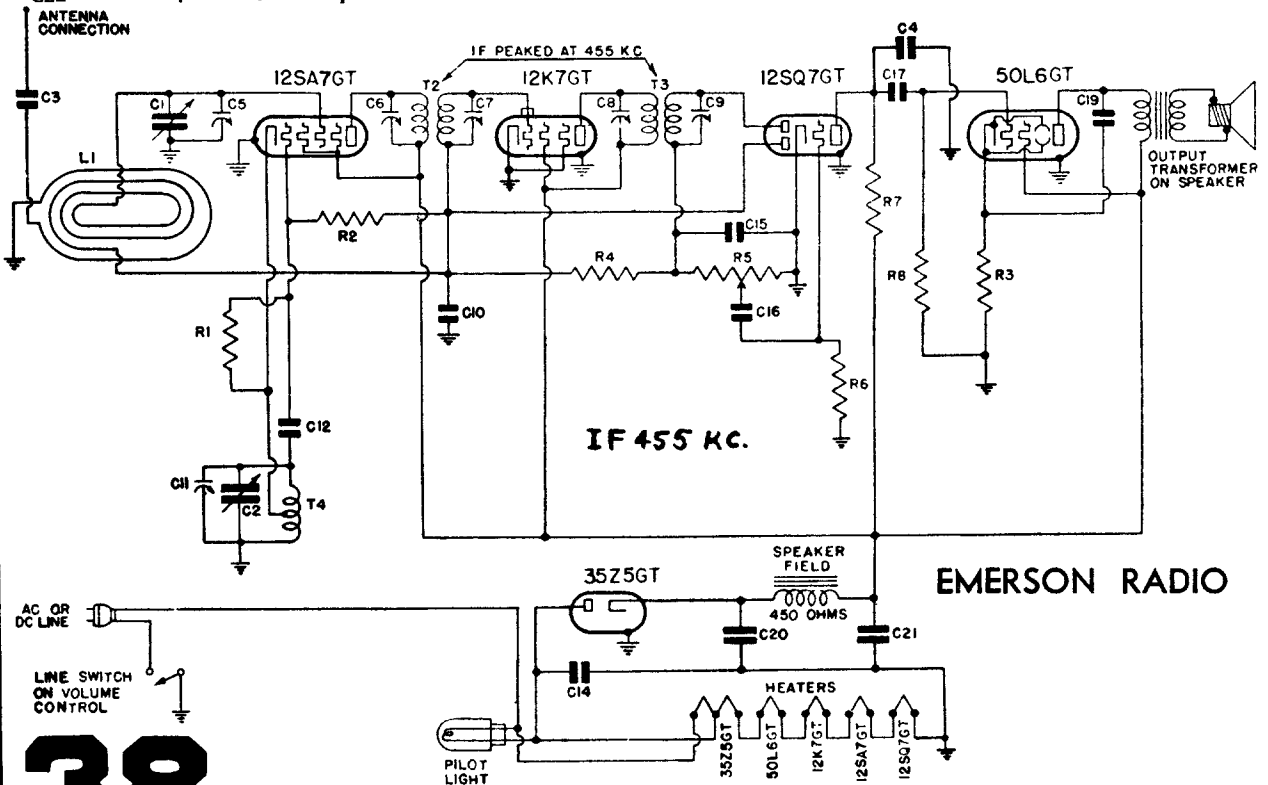 ANTENNA
CONNECTION
IF PEAKED AT 455 KC
C4
12SA7GT
T2
12K7GT
T3
12SQ7GT
C17
50L6GT
C3
C1
C5
C6
C7
C8
C9
C19
L1
OUTPUT
TRANSFORMER
ON SPEAKER
R7
R2
C15
R4
R5
R8
R3
C10
C16
R1
R6
C12
IF 455 KC.
C11
C2
T4
SPEAKER
FIELD
35Z5GT
EMERSON RADIO
450 OHMS
AC OR
DC LINE
C20
C21
LINE SWITCH
ON VOLUME
CONTROL
C14
HEATERS
35Z5GT
50L6GT
12K7GT
12SA7GT
12SQ7GT
PILOT
LIGHT
38